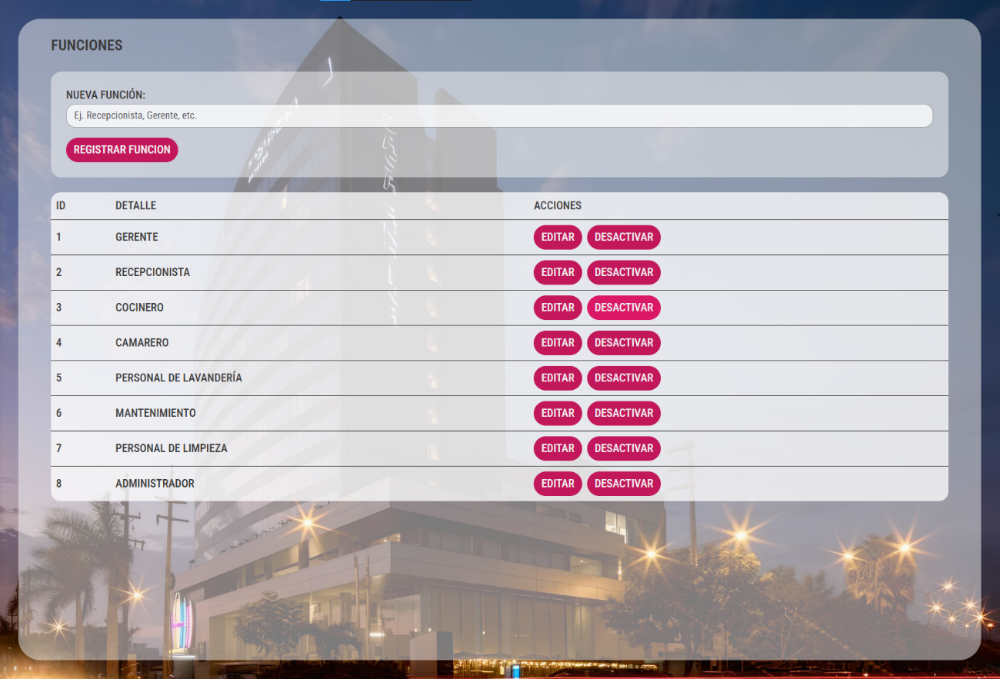 FUNCIONES
NUEVA FUNCIÓN:
Ej. Recepcionista, Gerente, etc.
REGISTRAR FUNCION
ID DETALLE ACCIONES
1 GERENTE EDITAR DESACTIVAR
2 RECEPCIONISTA EDITAR DESACTIVAR
3 COCINERO EDITAR DESACTIVAR
4 CAMARERO EDITAR DESACTIVAR
5 PERSONAL DE LAVANDERÍA EDITAR DESACTIVAR
6 MANTENIMIENTO EDITAR DESACTIVAR
7 PERSONAL DE LIMPIEZA EDITAR DESACTIVAR
8 ADMINISTRADOR EDITAR DESACTIVAR